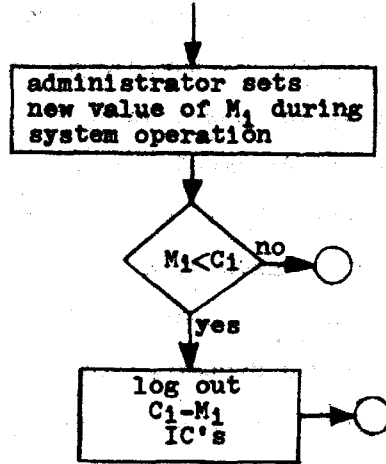 administrator sets
new value of Mi during
system operation
Mi<Ci
no
yes
log out
Ci-Mi
IC's